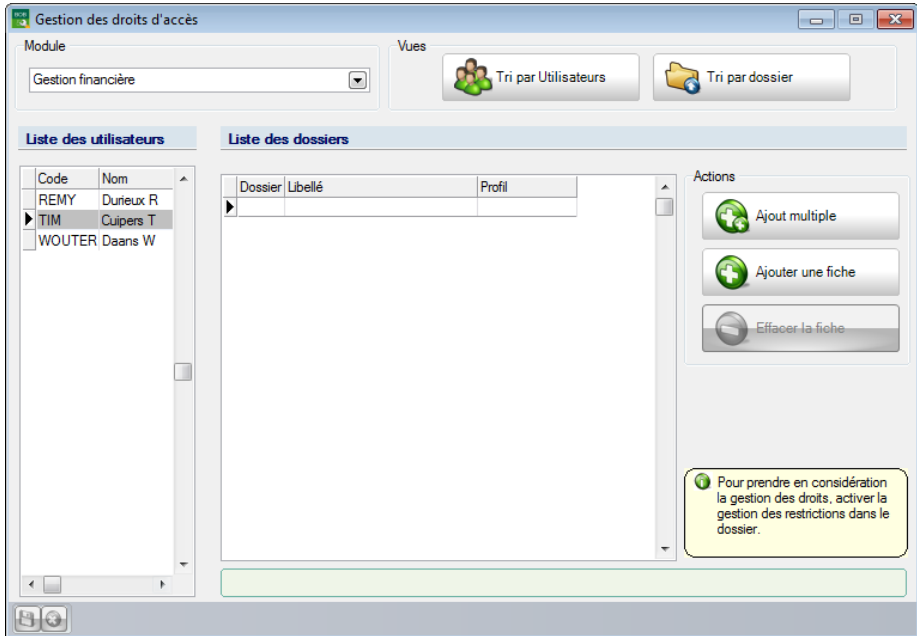 BOB
Gestion des droits d'accès
Module
Gestion financière
Vues
Tri par Utilisateurs
Tri par dossier
Liste des utilisateurs
Liste des dossiers
Code Nom
REMY Durieux R
TIM Cuipers T
WOUTER Daans W
Dossier Libellé Profil
Actions
Ajout multiple
Ajouter une fiche
Effacer la fiche
Pour prendre en considération
la gestion des droits, activer la
gestion des restrictions dans le
dossier.